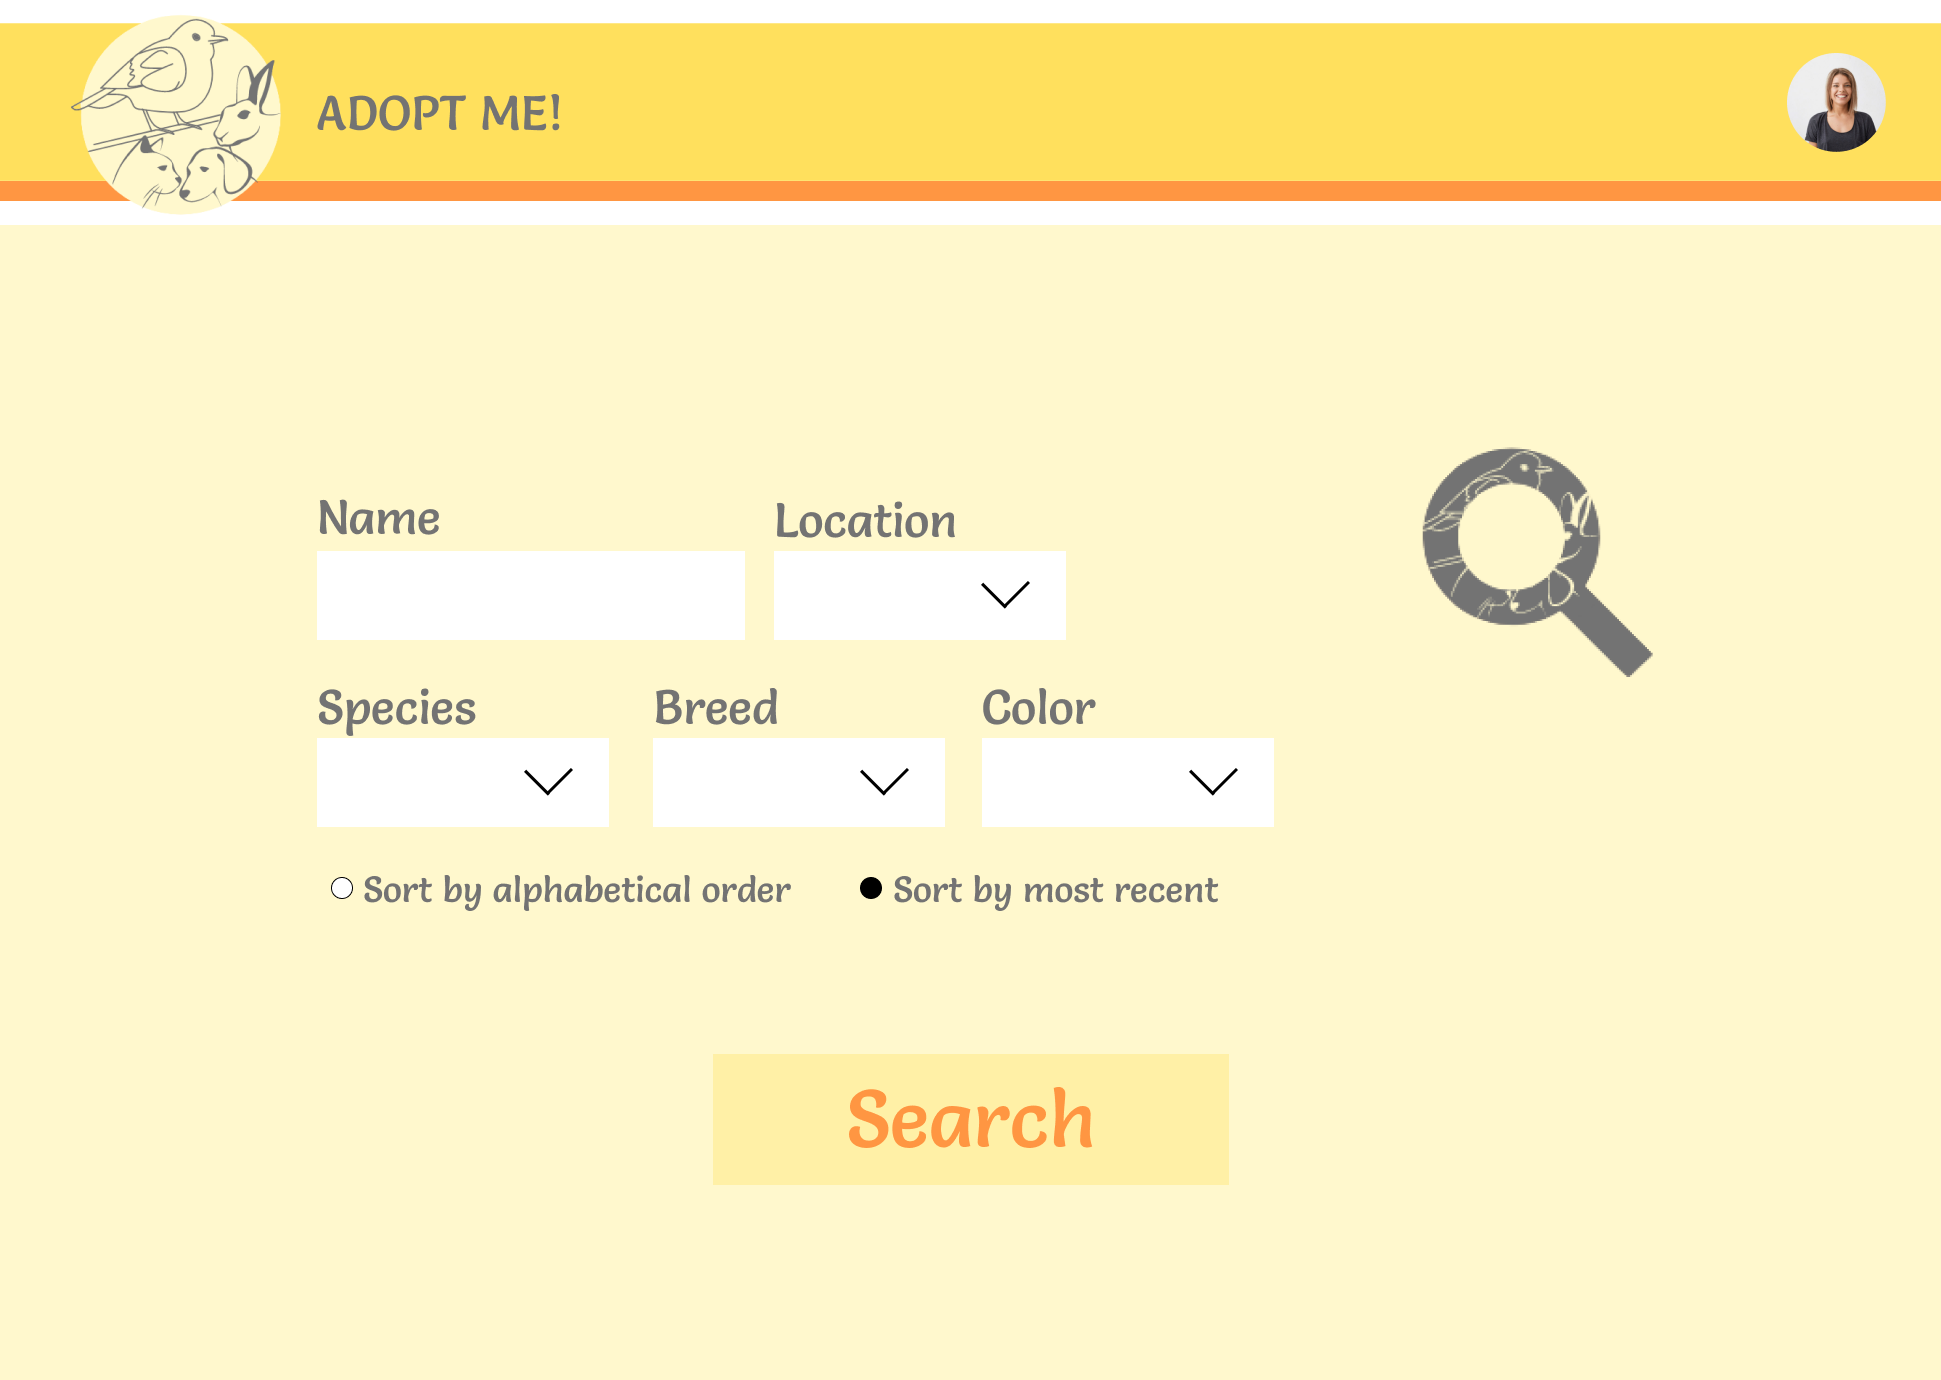 ADOPT ME!
Name
Location
Species
Breed
Color
Sort by alphabetical order
Sort by most recent
Search